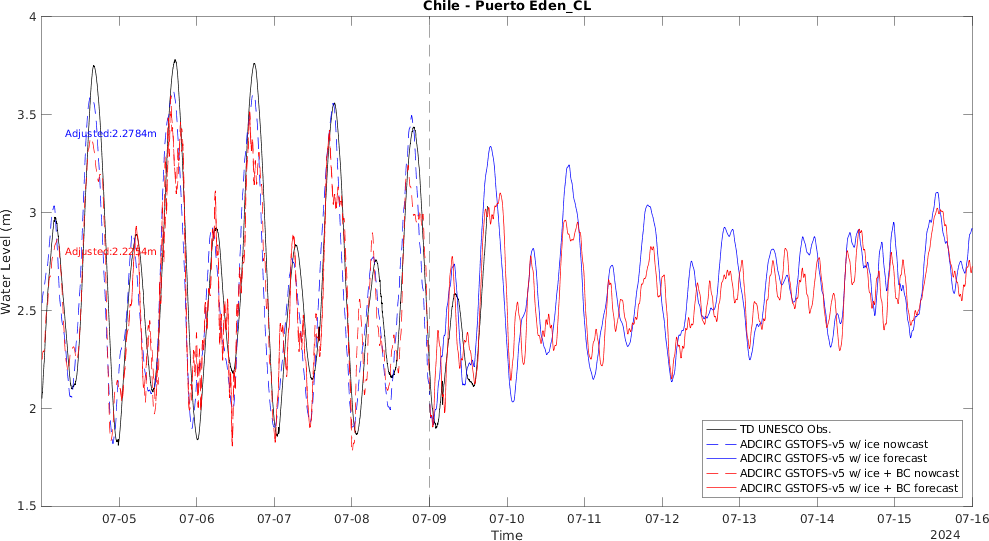 Chile - Puerto Eden_CL
4
3.5
3
2.5
2
1.5
Water Level (m)
Adjusted:2.2784m
Adjusted:2.2254m
TD UNESCO Obs.
ADCIRC GSTOFS-v5 w/ ice nowcast
ADCIRC GSTOFS-v5 w/ ice forecast
ADCIRC GSTOFS-v5 w/ ice + BC nowcast
ADCIRC GSTOFS-v5 w/ ice + BC forecast
07-05 07-06 07-07 07-08 07-09 07-10 07-11 07-12 07-13 07-14 07-15 07-16
Time
2024